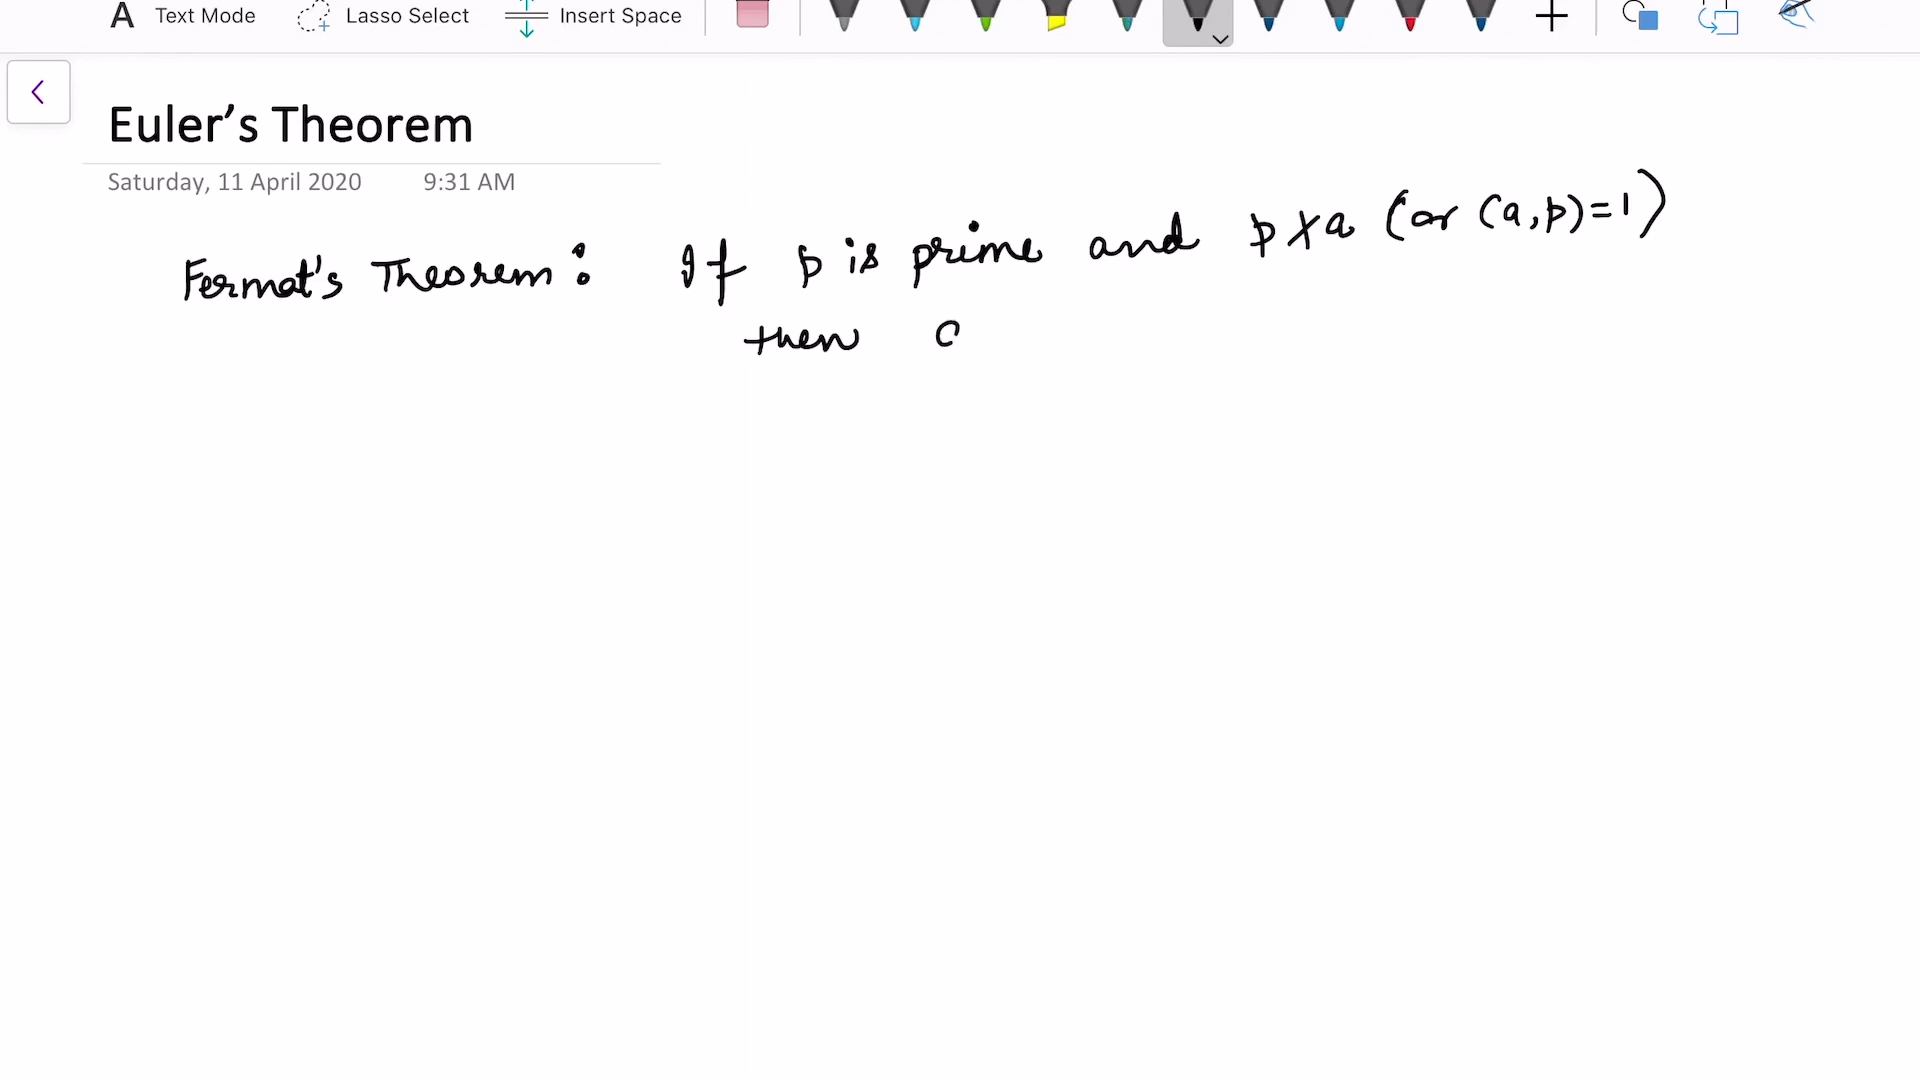 A Text Mode Lasso Select Insert Space
Euler's Theorem
Saturday, 11 April 2020 9:31 AM
Fermat's Theorem : If p is prime and p ∤ a (or (a,p)=1)
then